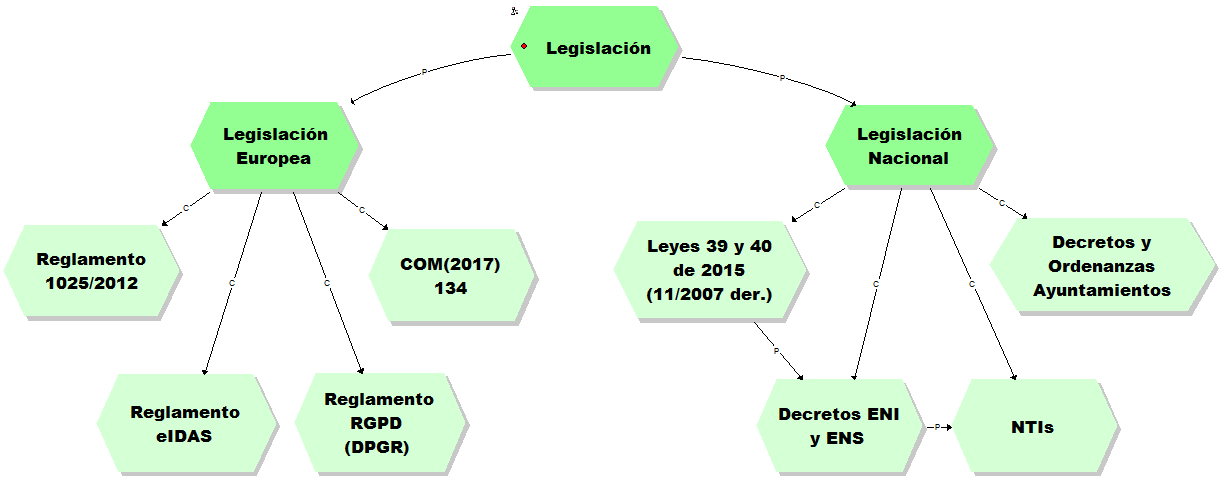 Legislación
P
P
Legislación
Europea
Legislación
Nacional
C
C
C
C
Reglamento
1025/2012
COM(2017)
134
Reglamento
eIDAS
Reglamento
RGPD
(DPGR)
C
C
C
C
Leyes 39 y 40
de 2015
(11/2007 der.)
Decretos y
Ordenanzas
Ayuntamientos
P
Decretos ENI
y ENS
P
NTIs